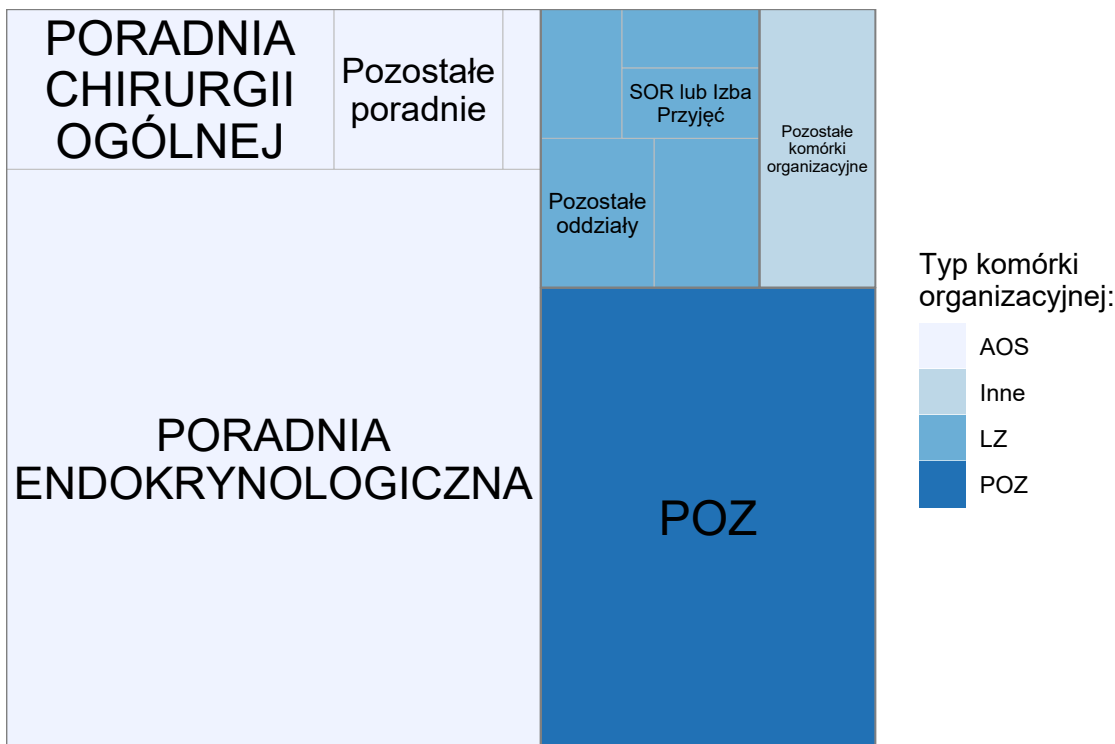 PORADNIA
CHIRURGII
OGÓLNEJ
Pozostałe
poradnie
SOR lub Izba
Przyjęć
Pozostałe
komórki
organizacyjne
Pozostałe
oddziały
PORADNIA
ENDOKRYNOLOGICZNA
POZ
Typ komórki
organizacyjnej:
AOS
Inne
LZ
POZ